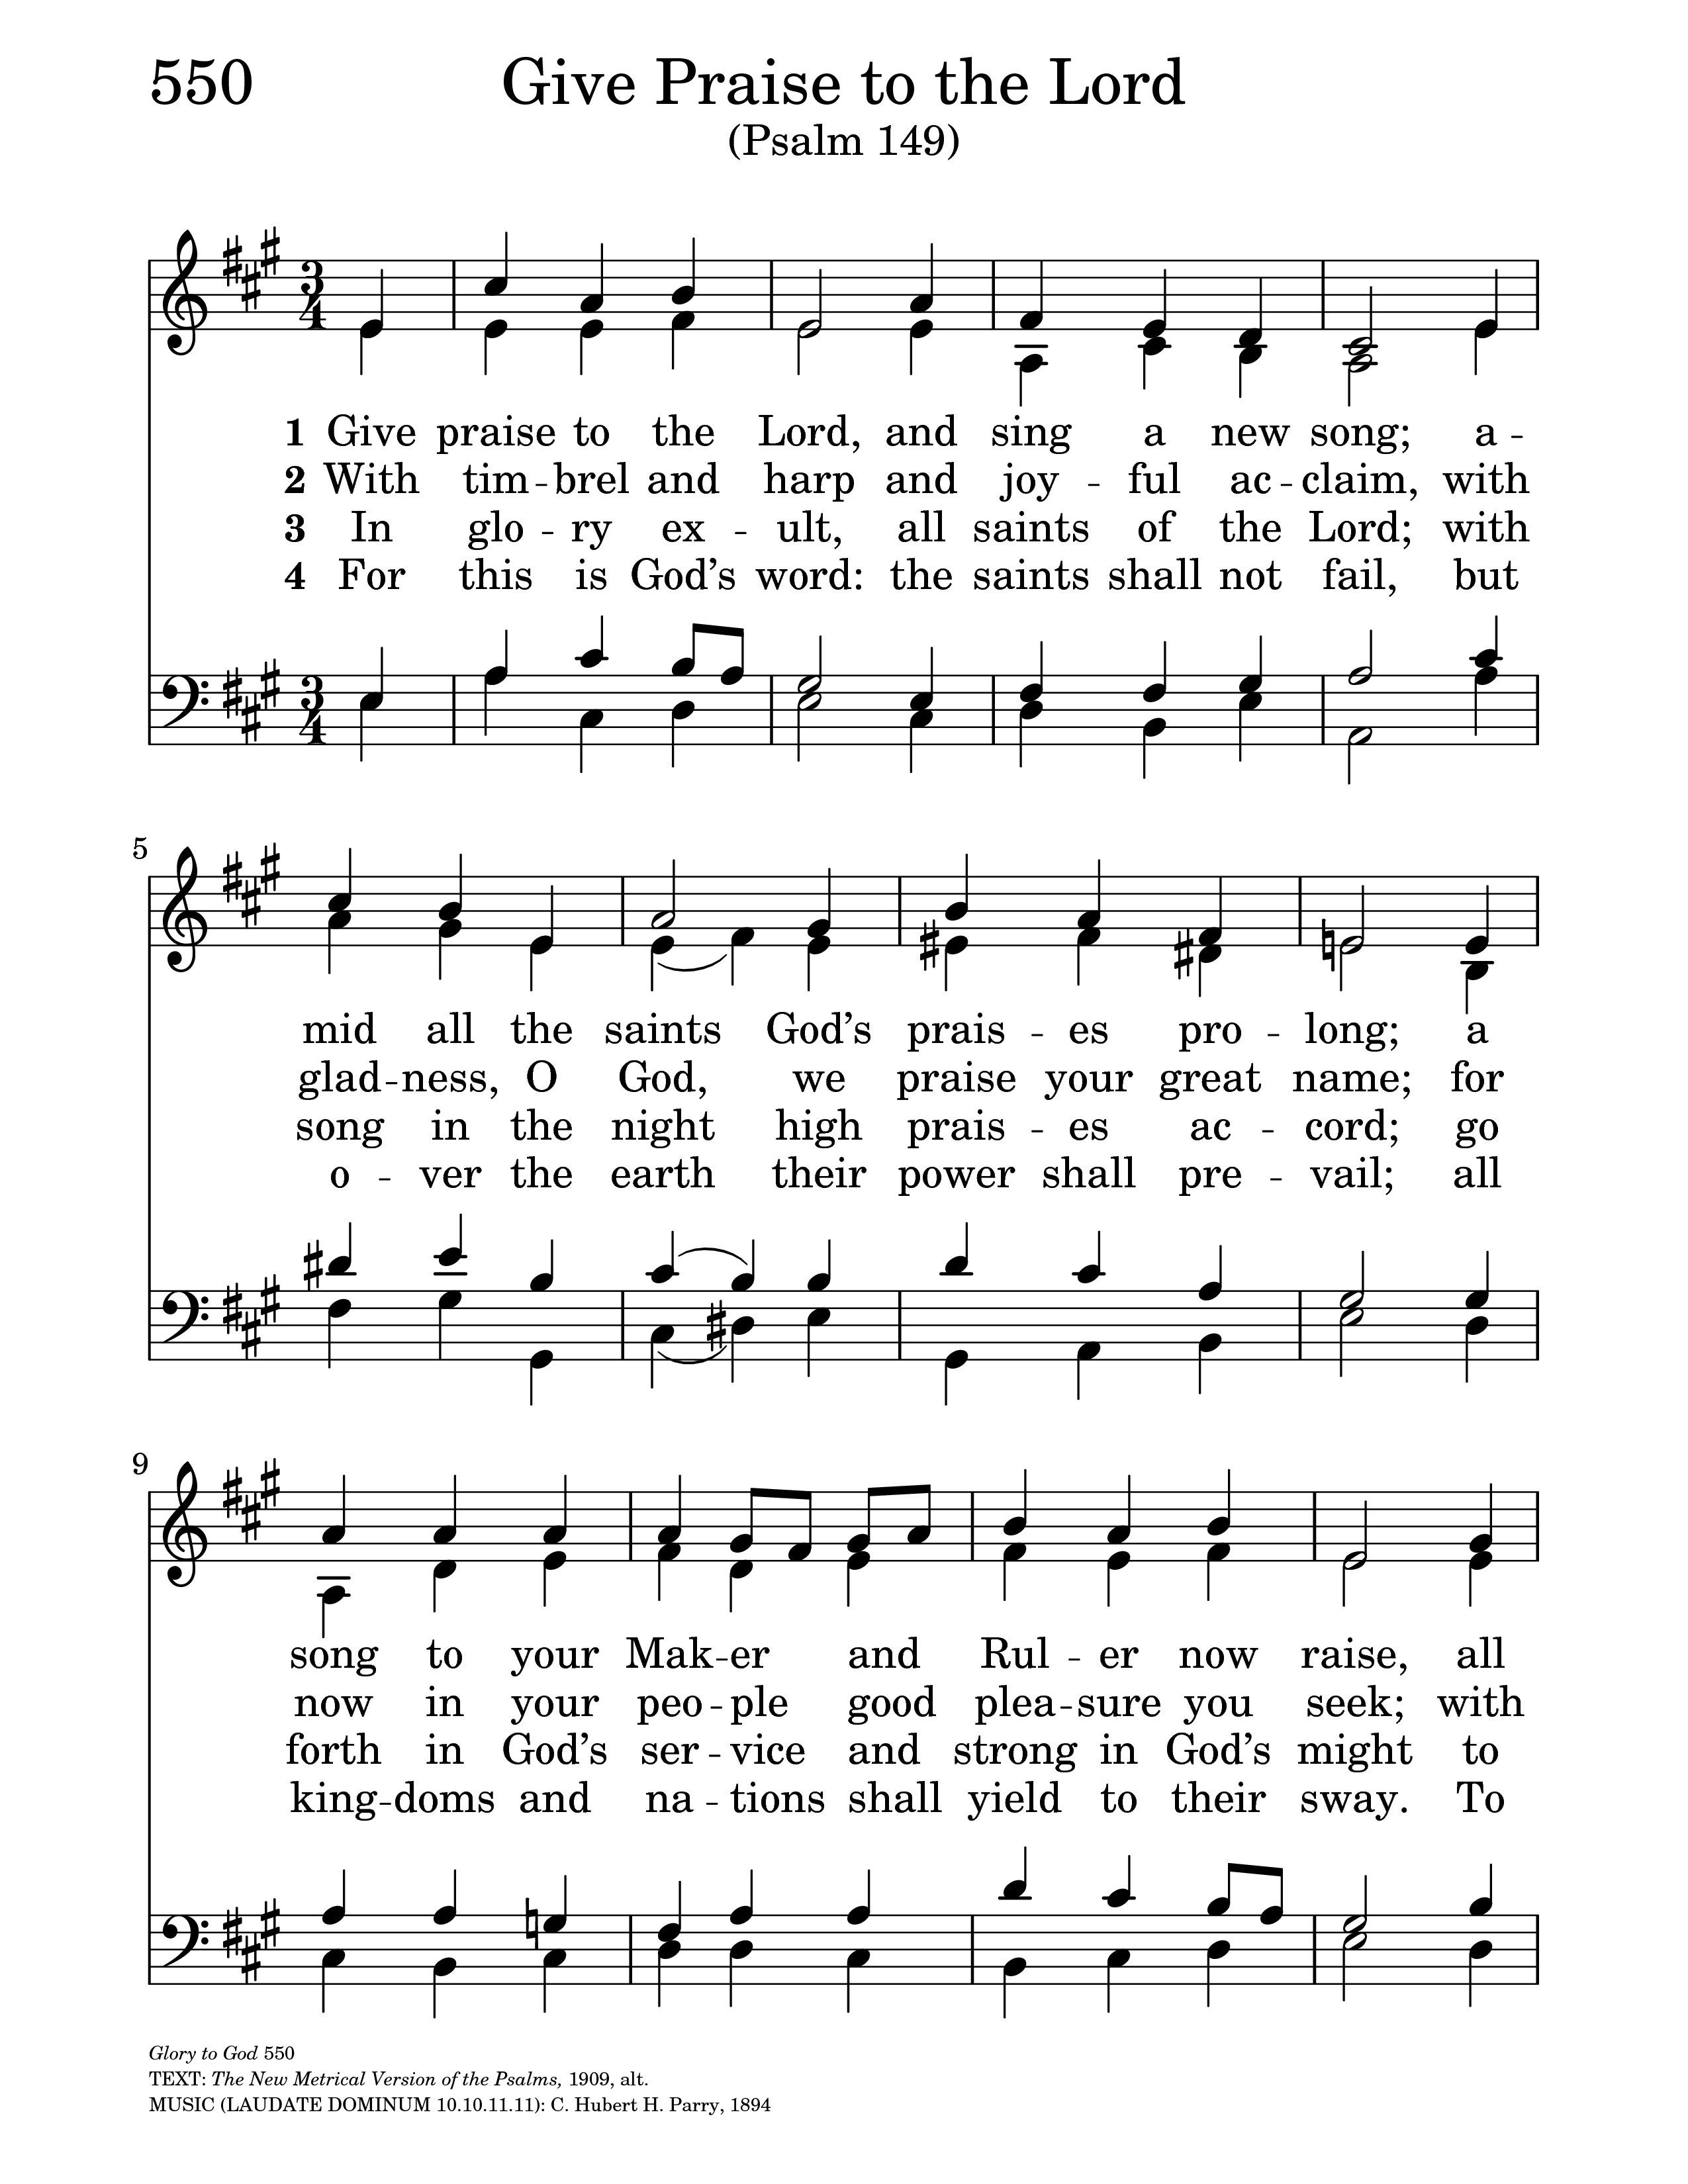 550 Give Praise to the Lord
(Psalm 149)
1 Give praise to the Lord, and sing a new song; a -
2 With tim - brel and harp and joy - ful ac - claim, with
3 In glo - ry ex - ult, all saints of the Lord; with
4 For this is God’s word: the saints shall not fail, but
5
mid all the saints God’s prais - es pro - long; a
glad - ness, O God, we praise your great name; for
song in the night high prais - es ac - cord; go
o - ver the earth their power shall pre - vail; all
9
song to your Mak - er and Rul - er now raise, all
now in your peo - ple good plea - sure you seek; with
forth in God’s ser - vice and strong in God’s might to
king - doms and na - tions shall yield to their sway. To
Glory to God 550
TEXT: The New Metrical Version of the Psalms, 1909, alt.
MUSIC (LAUDATE DOMINUM 10.10.11.11): C. Hubert H. Parry, 1894